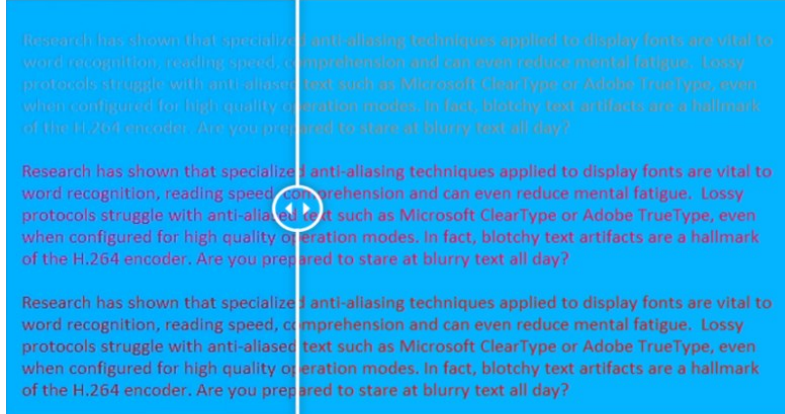 Research has shown that specialized anti-aliasing techniques applied to display fonts are vital to
word recognition, reading speed, comprehension and can even reduce mental fatigue. Lossy
protocols struggle with anti-aliased text such as Microsoft ClearType or Adobe TrueType, even
when configured for high quality operation modes. In fact, blotchy text artifacts are a hallmark
of the H.264 encoder. Are you prepared to stare at blurry text all day?
Research has shown that specialized anti-aliasing techniques applied to display fonts are vital to
word recognition, reading speed, comprehension and can even reduce mental fatigue. Lossy
protocols struggle with anti-aliased text such as Microsoft ClearType or Adobe TrueType, even
when configured for high quality operation modes. In fact, blotchy text artifacts are a hallmark
of the H.264 encoder. Are you prepared to stare at blurry text all day?
Research has shown that specialized anti-aliasing techniques applied to display fonts are vital to
word recognition, reading speed, comprehension and can even reduce mental fatigue. Lossy
protocols struggle with anti-aliased text such as Microsoft ClearType or Adobe TrueType, even
when configured for high quality operation modes. In fact, blotchy text artifacts are a hallmark
of the H.264 encoder. Are you prepared to stare at blurry text all day?